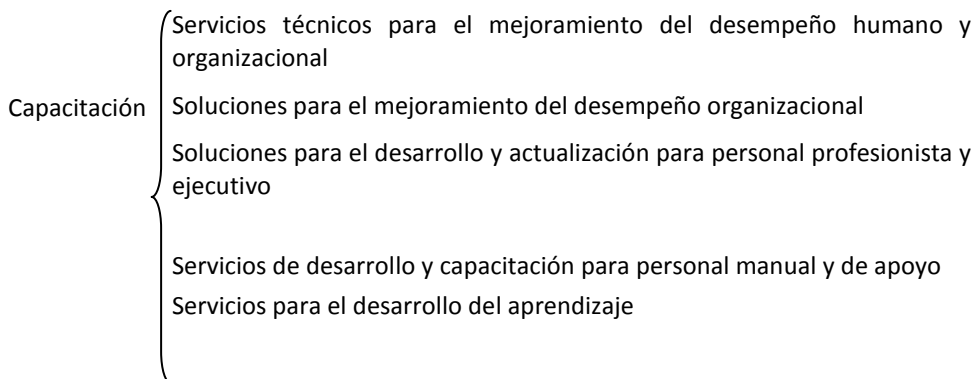 Servicios técnicos para el mejoramiento del desempeño humano y
organizacional
Capacitación
Soluciones para el mejoramiento del desempeño organizacional
Soluciones para el desarrollo y actualización para personal profesionista y
ejecutivo
Servicios de desarrollo y capacitación para personal manual y de apoyo
Servicios para el desarrollo del aprendizaje